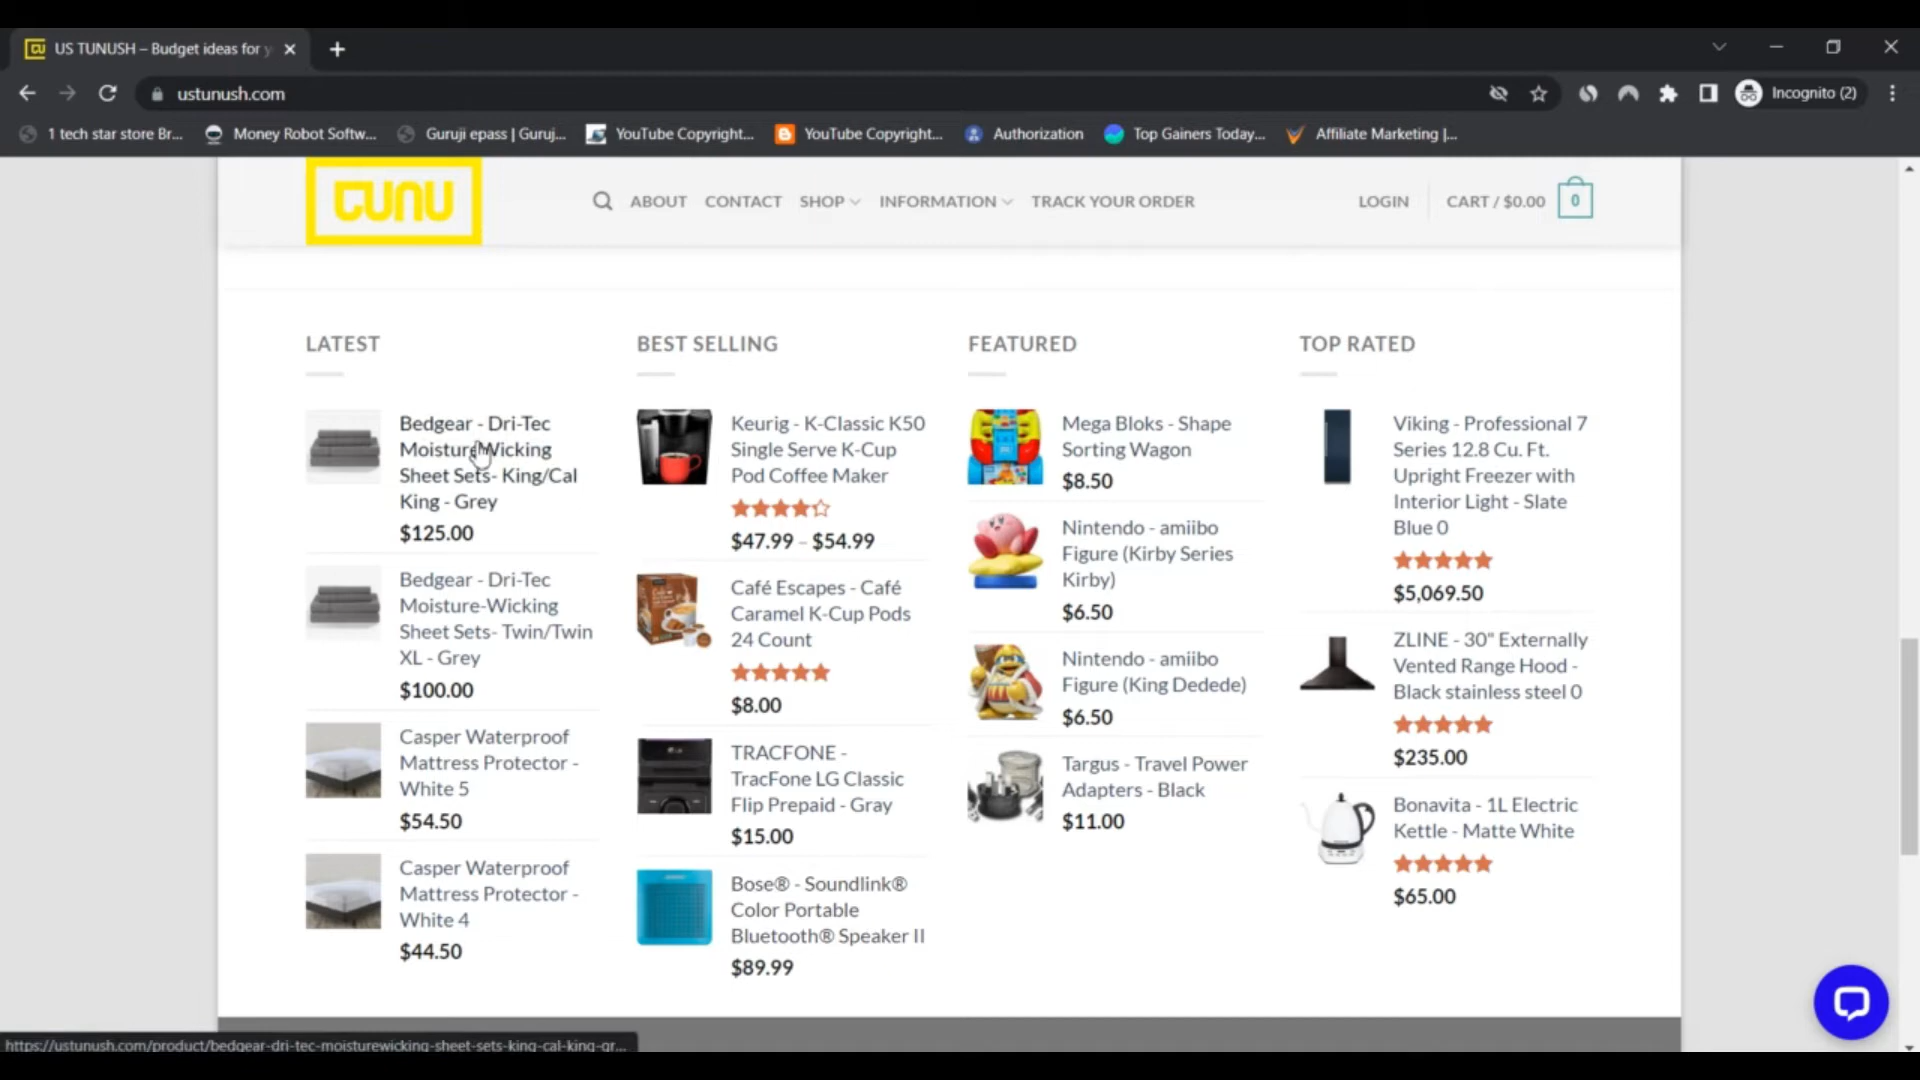 US TUNUSH – Budget ideas for y
ustunush.com
Incognito (2)
1 tech star store Br...
Money Robot Softw...
Guruji epass | Guruj...
YouTube Copyright...
YouTube Copyright...
Authorization
Top Gainers Today...
Affiliate Marketing |...
TUNU
ABOUT
CONTACT
SHOP
INFORMATION
TRACK YOUR ORDER
LOGIN
CART / $0.00
0
LATEST
Bedgear - Dri-Tec
Moisture-Wicking
Sheet Sets- King/Cal
King - Grey
$125.00
Bedgear - Dri-Tec
Moisture-Wicking
Sheet Sets- Twin/Twin
XL - Grey
$100.00
Casper Waterproof
Mattress Protector -
White 5
$54.50
Casper Waterproof
Mattress Protector -
White 4
$44.50
BEST SELLING
Keurig - K-Classic K50
Single Serve K-Cup
Pod Coffee Maker
$47.99 – $54.99
Café Escapes - Café
Caramel K-Cup Pods
24 Count
$8.00
TRACFONE -
TracFone LG Classic
Flip Prepaid - Gray
$15.00
Bose® - Soundlink®
Color Portable
Bluetooth® Speaker II
$89.99
FEATURED
Mega Bloks - Shape
Sorting Wagon
$8.50
Nintendo - amiibo
Figure (Kirby Series
Kirby)
$6.50
Nintendo - amiibo
Figure (King Dedede)
$6.50
Targus - Travel Power
Adapters - Black
$11.00
TOP RATED
Viking - Professional 7
Series 12.8 Cu. Ft.
Upright Freezer with
Interior Light - Slate
Blue 0
$5,069.50
ZLINE - 30" Externally
Vented Range Hood -
Black stainless steel 0
$235.00
Bonavita - 1L Electric
Kettle - Matte White
$65.00
https://ustunush.com/product/bedgear-dri-tec-moisturewicking-sheet-sets-king-cal-king-gr...